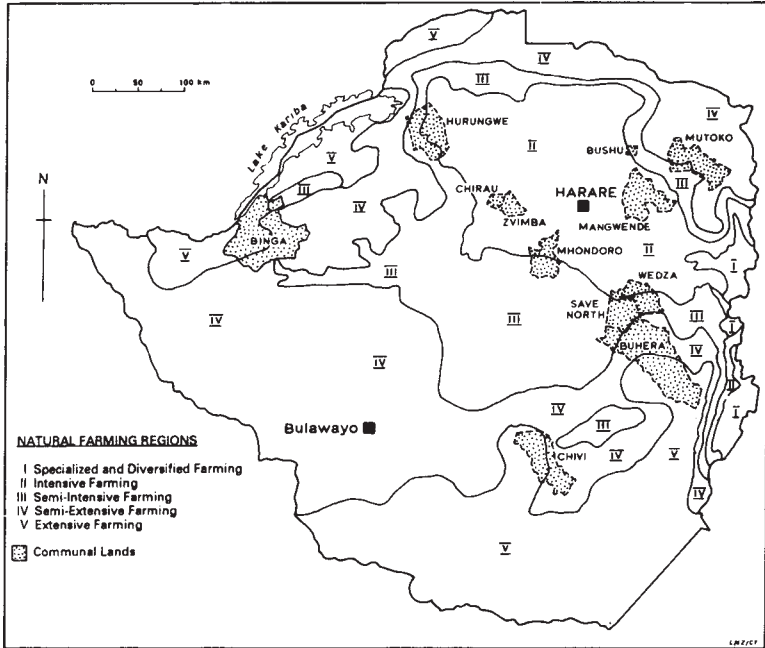 V
IV
0 50 100 km
III
Lake Kariba
HURUNGWE
IV
II
BUSHU
MUTOKO
V
N
III
CHIRAU
HARARE
III
ZVIMBA
IV
MANGWENDE
BINGA
MHONDORO
II
V
I
III
WEDZA
SAVE
NORTH
III
IV
III
I
BUHERA
IV
IV
II
I
IV
Bulawayo
III
CHIVI
IV
V
IV
V
NATURAL FARMING REGIONS
I Specialized and Diversified Farming
II Intensive Farming
III Semi-Intensive Farming
IV Semi-Extensive Farming
V Extensive Farming
Communal Lands